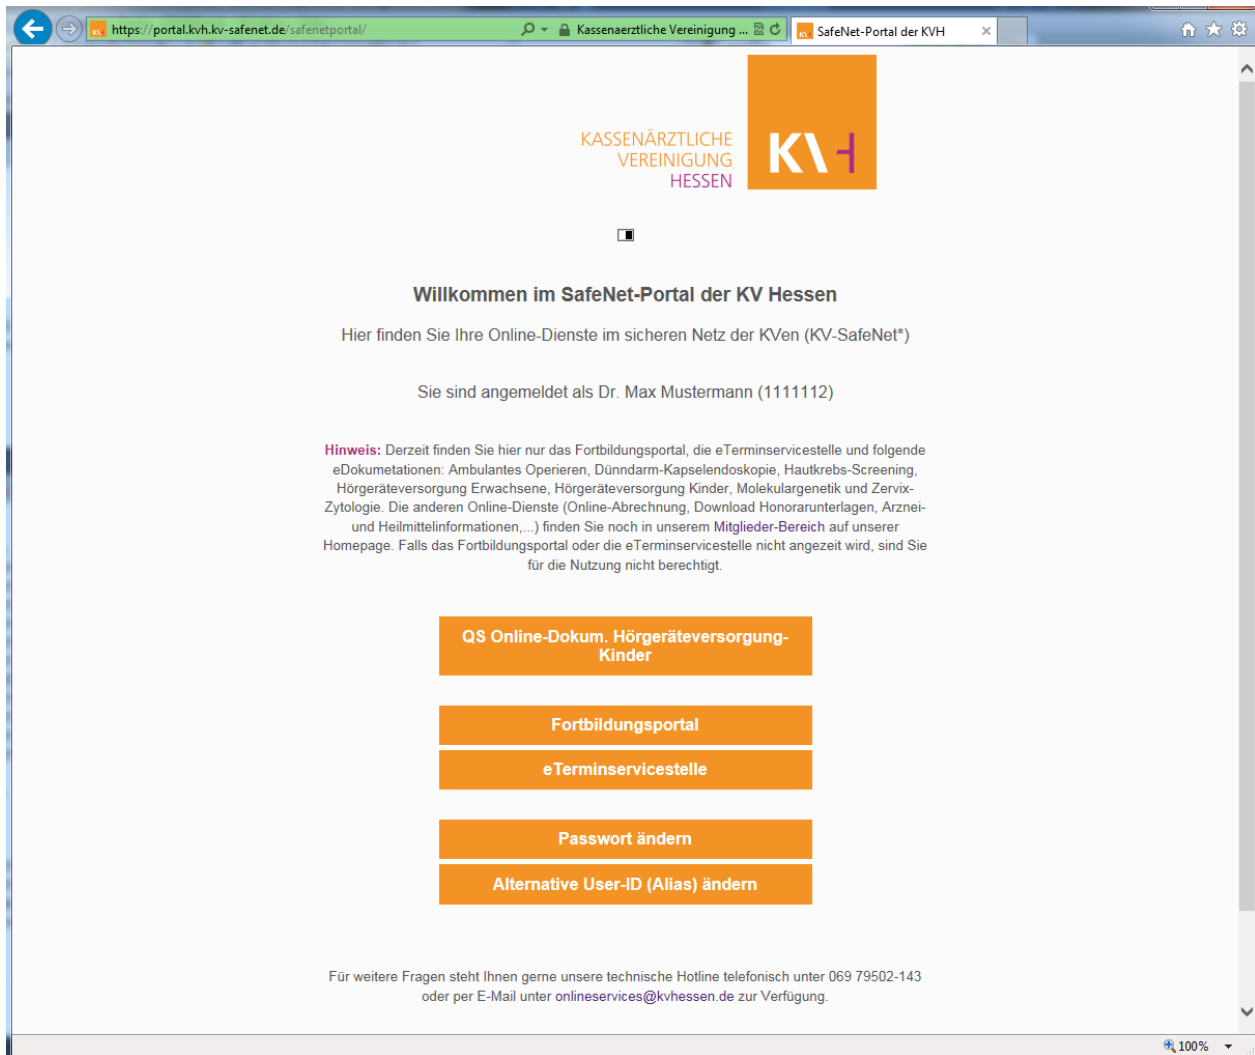 https://portal.kvh.kv-safenet.de/safenetportal/
Kassenaerztliche Vereinigung ...
SafeNet-Portal der KVH
KASSENÄRZTLICHE
VEREINIGUNG
HESSEN
KVH
Willkommen im SafeNet-Portal der KV Hessen
Hier finden Sie Ihre Online-Dienste im sicheren Netz der KVen (KV-SafeNet*)
Sie sind angemeldet als Dr. Max Mustermann (1111112)
Hinweis: Derzeit finden Sie hier nur das Fortbildungsportal, die eTerminservicestelle und folgende
eDokumetationen: Ambulantes Operieren, Dünndarm-Kapselendoskopie, Hautkrebs-Screening,
Hörgeräteversorgung Erwachsene, Hörgeräteversorgung Kinder, Molekulargenetik und Zervix-
Zytologie. Die anderen Online-Dienste (Online-Abrechnung, Download Honorarunterlagen, Arznei-
und Heilmittelinformationen,...) finden Sie noch in unserem Mitglieder-Bereich auf unserer
Homepage. Falls das Fortbildungsportal oder die eTerminservicestelle nicht angezeit wird, sind Sie
für die Nutzung nicht berechtigt.
QS Online-Dokum. Hörgeräteversorgung-
Kinder
Fortbildungsportal
eTerminservicestelle
Passwort ändern
Alternative User-ID (Alias) ändern
Für weitere Fragen steht Ihnen gerne unsere technische Hotline telefonisch unter 069 79502-143
oder per E-Mail unter onlineservices@kvhessen.de zur Verfügung.
100%